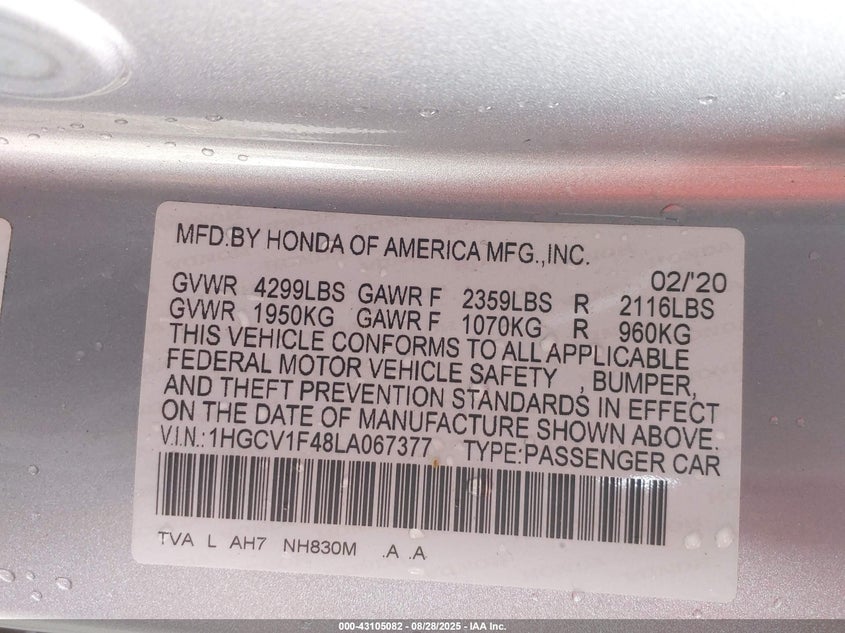 MFD.BY HONDA OF AMERICA MFG.,INC.
02/'20
GVWR 4299LBS GAWR F 2359LBS R 2116LBS
GVWR 1950KG GAWR F 1070KG R 960KG
THIS VEHICLE CONFORMS TO ALL APPLICABLE
FEDERAL MOTOR VEHICLE SAFETY , BUMPER,
AND THEFT PREVENTION STANDARDS IN EFFECT
ON THE DATE OF MANUFACTURE SHOWN ABOVE.
V.I.N.:1HGCV1F48LA067377 TYPE:PASSENGER CAR
TVA L AH7 NH830M .A .A
000-43105082 - 08/28/2025 - IAA Inc.